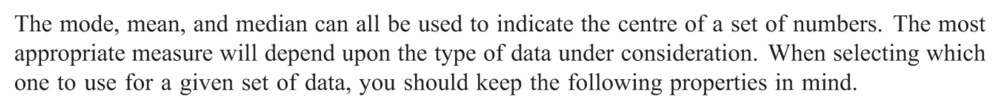 The mode, mean, and median can all be used to indicate the centre of a set of numbers. The most
appropriate measure will depend upon the type of data under consideration. When selecting which
one to use for a given set of data, you should keep the following properties in mind.